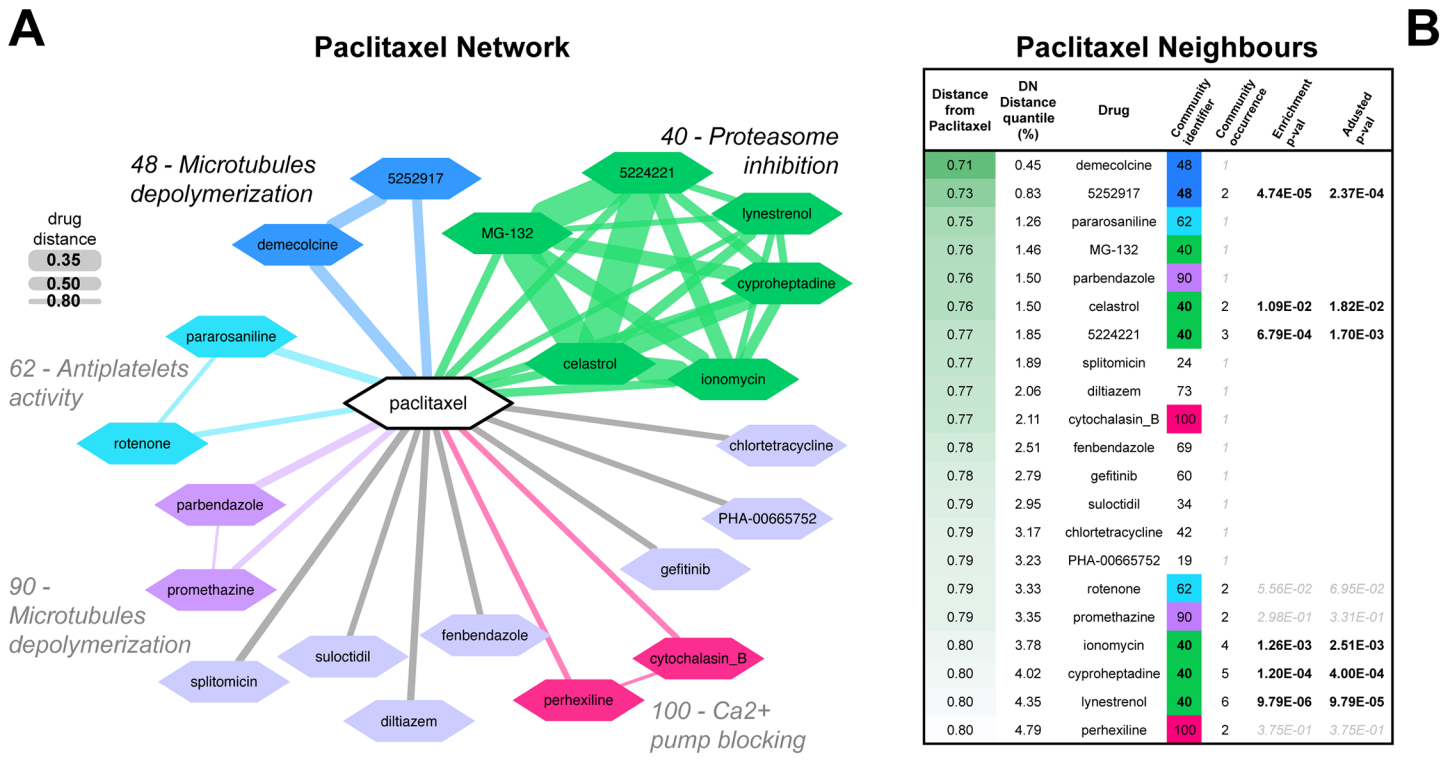 A
Paclitaxel Network
48 - Microtubules
depolymerization
40 - Proteasome
inhibition
drug
distance
0.35
0.50
0.80
5252917
demecolcine
5224221
MG-132
lynestrenol
cyproheptadine
celastrol
ionomycin
pararosaniline
62 - Antiplatelets
activity
rotenone
paclitaxel
chlortetracycline
parbendazole
PHA-00665752
gefitinib
promethazine
90 -
Microtubules
depolymerization
fenbendazole
suloctidil
splitomicin
cytochalasin_B
perhexiline
diltiazem
100 - Ca2+
pump blocking
B
Paclitaxel Neighbours
Distance
from
Paclitaxel
DN
Distance
quantile
(%)
Drug
Community
identifier
Community
occurrence
Enrichment
p-val
Adusted
p-val
0.71 0.45 demecolcine 48 1
0.73 0.83 5252917 48 2 4.74E-05 2.37E-04
0.75 1.26 pararosaniline 62 1
0.76 1.46 MG-132 40 1
0.76 1.50 parbendazole 90 1
0.76 1.50 celastrol 40 2 1.09E-02 1.82E-02
0.77 1.85 5224221 40 3 6.79E-04 1.70E-03
0.77 1.89 splitomicin 24 1
0.77 2.06 diltiazem 73 1
0.77 2.11 cytochalasin_B 100 1
0.78 2.51 fenbendazole 69 1
0.78 2.79 gefitinib 60 1
0.79 2.95 suloctidil 34 1
0.79 3.17 chlortetracycline 42 1
0.79 3.23 PHA-00665752 19 1
0.79 3.33 rotenone 62 2 5.56E-02 6.95E-02
0.79 3.35 promethazine 90 2 2.98E-01 3.31E-01
0.80 3.78 ionomycin 40 4 1.26E-03 2.51E-03
0.80 4.02 cyproheptadine 40 5 1.20E-04 4.00E-04
0.80 4.35 lynestrenol 40 6 9.79E-06 9.79E-05
0.80 4.79 perhexiline 100 2 3.75E-01 3.75E-01